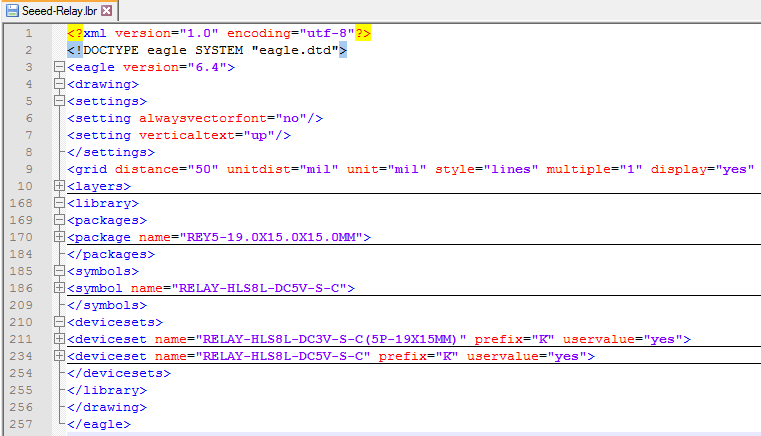 Seeed-Relay.lbr
1 <?xml version="1.0" encoding="utf-8"?>
2 <!DOCTYPE eagle SYSTEM "eagle.dtd">
3 <eagle version="6.4">
4 <drawing>
5 <settings>
6 <setting alwaysvectorfont="no"/>
7 <setting verticaltext="up"/>
8 </settings>
9 <grid distance="50" unitdist="mil" unit="mil" style="lines" multiple="1" display="yes"
10 <layers>
168 <library>
169 <packages>
170 <package name="REY5-19.0X15.0X15.0MM">
184 </packages>
185 <symbols>
186 <symbol name="RELAY-HLS8L-DC5V-S-C">
209 </symbols>
210 <devicesets>
211 <deviceset name="RELAY-HLS8L-DC3V-S-C(5P-19X15MM)" prefix="K" uservalue="yes">
234 <deviceset name="RELAY-HLS8L-DC5V-S-C" prefix="K" uservalue="yes">
254 </devicesets>
255 </library>
256 </drawing>
257 </eagle>